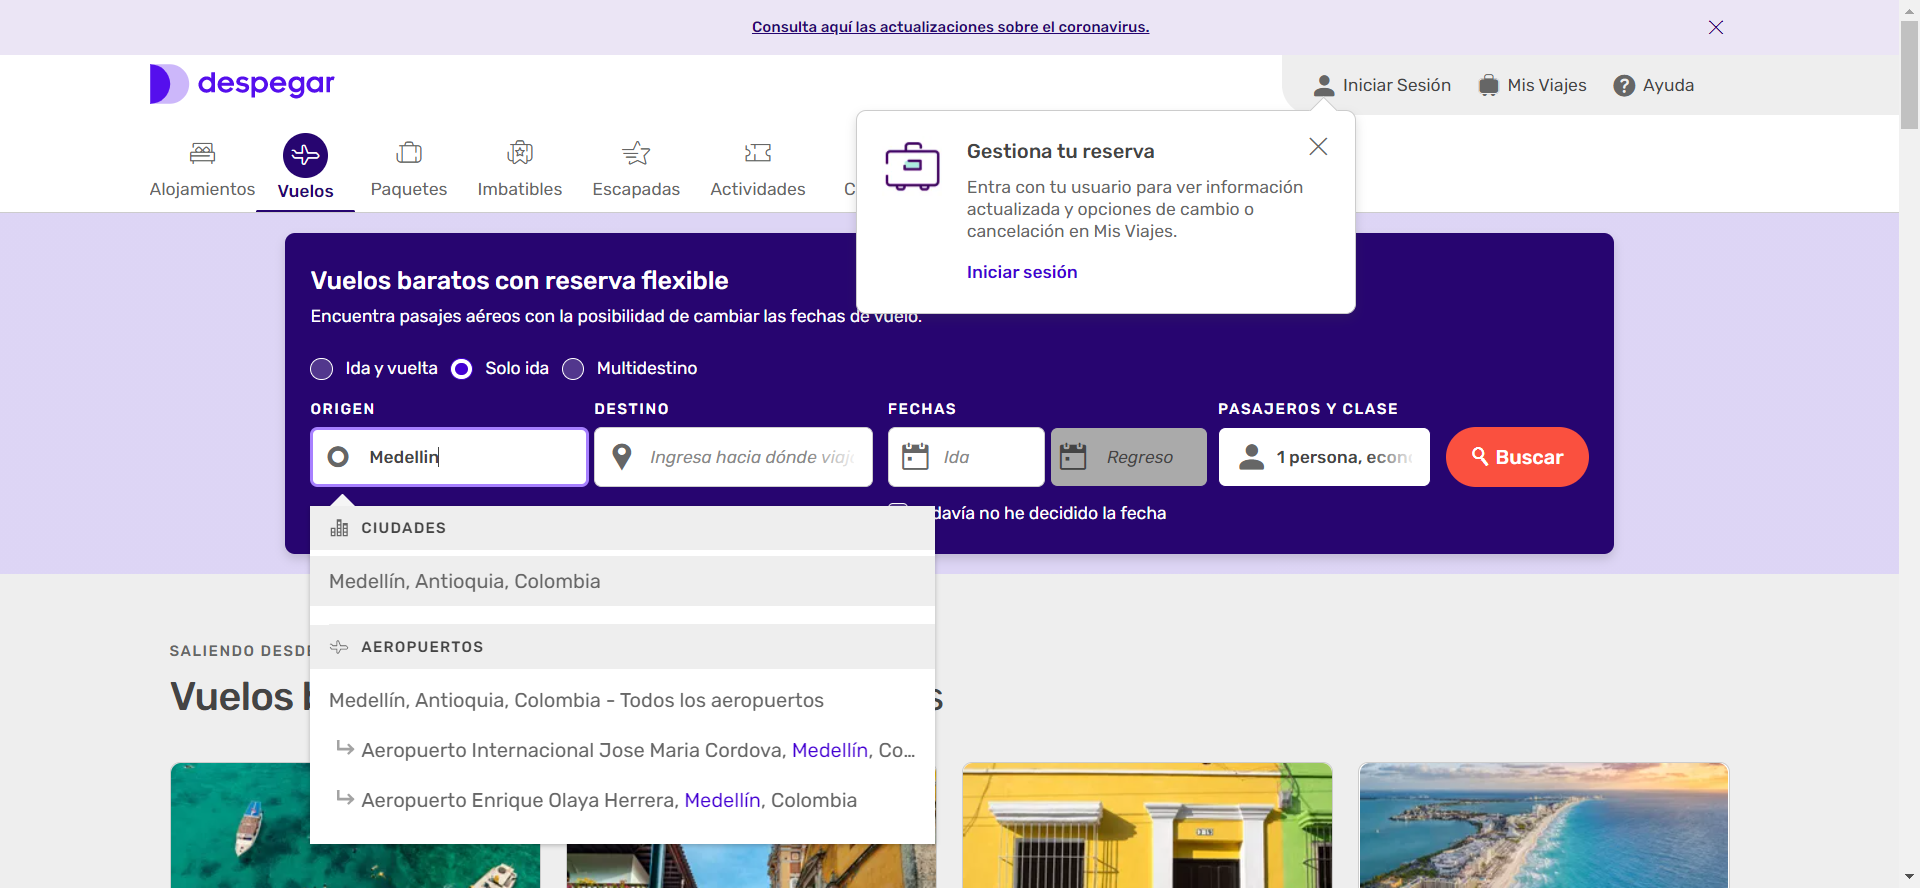 Consulta aquí las actualizaciones sobre el coronavirus.
despegar
Iniciar Sesión
Mis Viajes
Ayuda
Alojamientos
Vuelos
Paquetes
Imbatibles
Escapadas
Actividades
C
Gestiona tu reserva
Entra con tu usuario para ver información
actualizada y opciones de cambio o
cancelación en Mis Viajes.
Iniciar sesión
Vuelos baratos con reserva flexible
Encuentra pasajes aéreos con la posibilidad de cambiar las fechas de vuelo.
Ida y vuelta
Solo ida
Multidestino
ORIGEN
DESTINO
FECHAS
PASAJEROS Y CLASE
Medellin
Ingresa hacia dónde viaj
Ida
Regreso
1 persona, econ
Buscar
davía no he decidido la fecha
CIUDADES
Medellín, Antioquia, Colombia
AEROPUERTOS
Medellín, Antioquia, Colombia - Todos los aeropuertos
Aeropuerto Internacional Jose Maria Cordova, Medellín, Co...
Aeropuerto Enrique Olaya Herrera, Medellín, Colombia
SALIENDO DESDE
Vuelos b
s